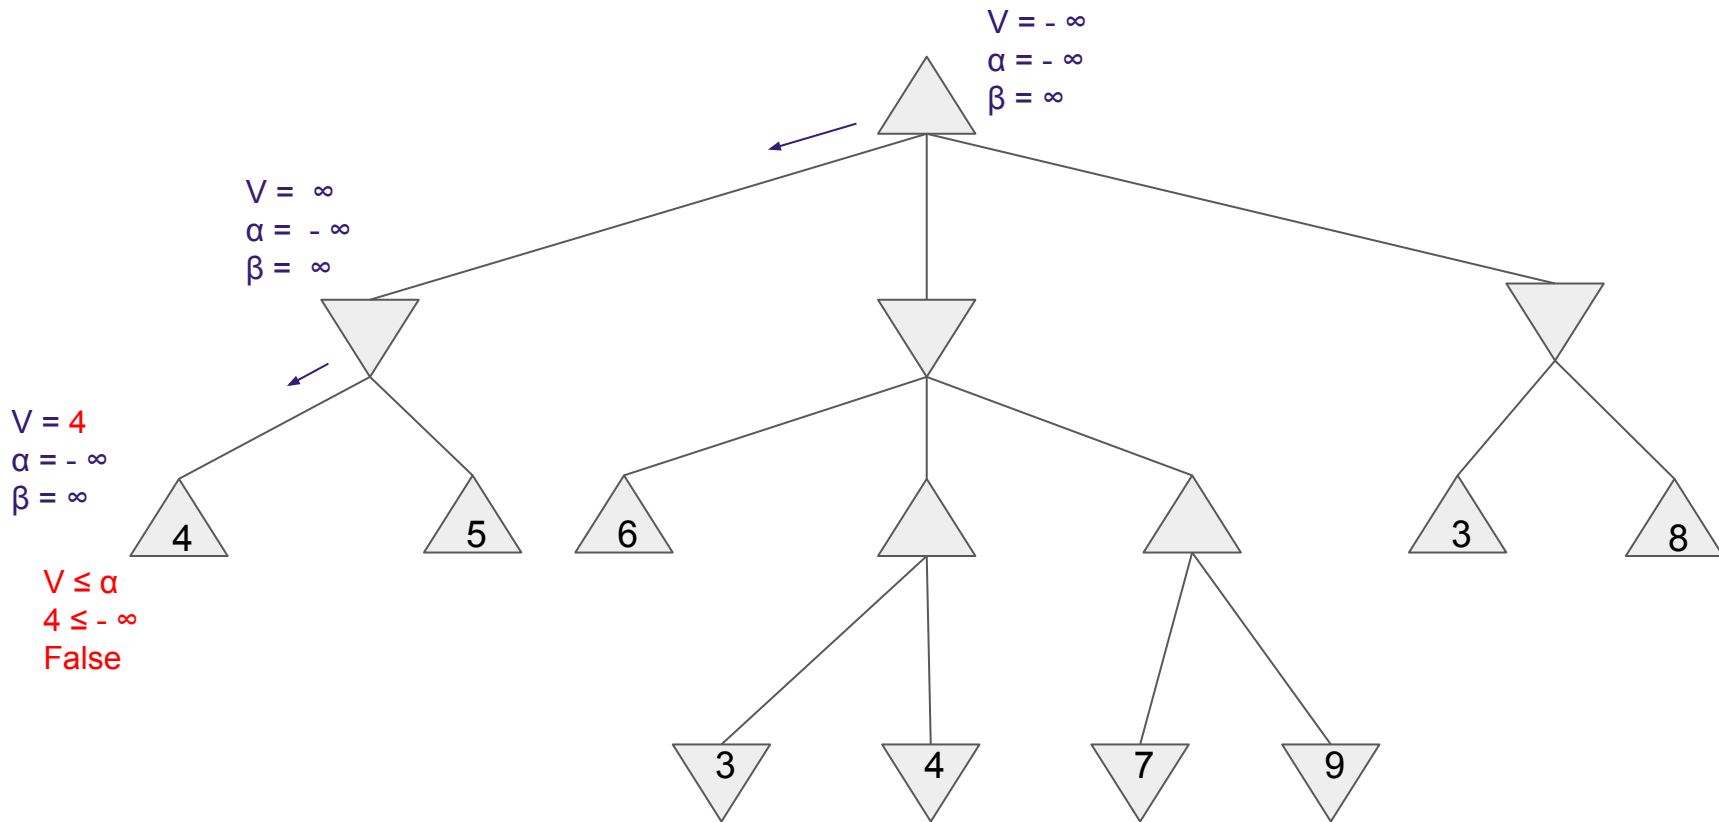 V = - ∞
α = - ∞
β = ∞
V = ∞
α = - ∞
β = ∞
V = 4
α = - ∞
β = ∞
4
5
6
3
8
V ≤ α
4 ≤ - ∞
False
3
4
7
9